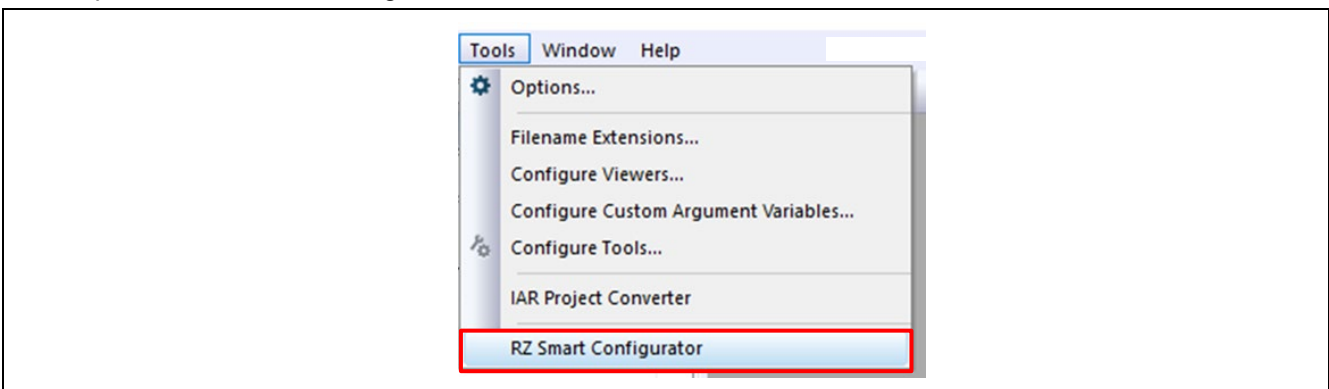 Tools Window Help
Options...
Filename Extensions...
Configure Viewers...
Configure Custom Argument Variables...
Configure Tools...
IAR Project Converter
RZ Smart Configurator